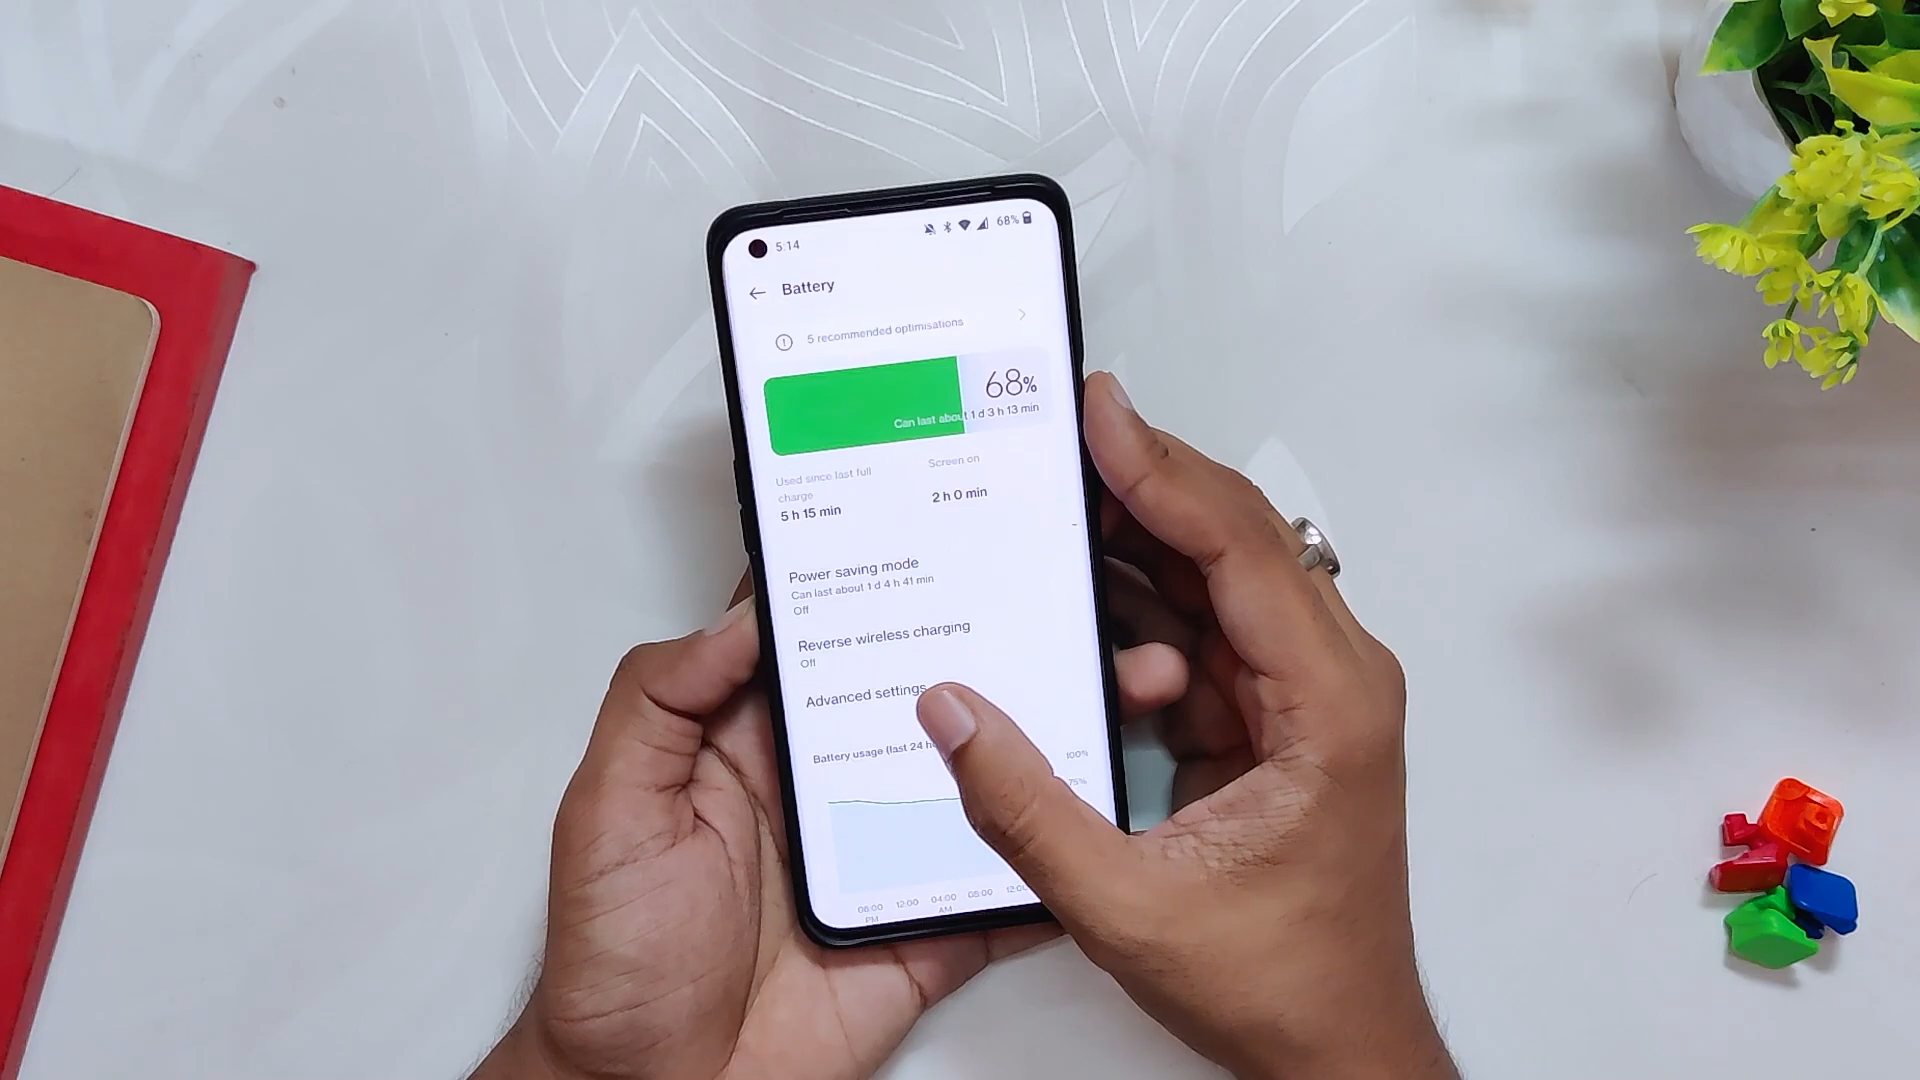 5:14
68%
Battery
5 recommended optimisations
68%
Can last about 1 d 3 h 13 min
Used since last full
charge
5 h 15 min
Screen on
2 h 0 min
Power saving mode
Can last about 1 d 4 h 41 min
Off
Reverse wireless charging
Off
Advanced settings
Battery usage (last 24
100%
75%
08:00
PM
12:00
04:00
AM
08:00